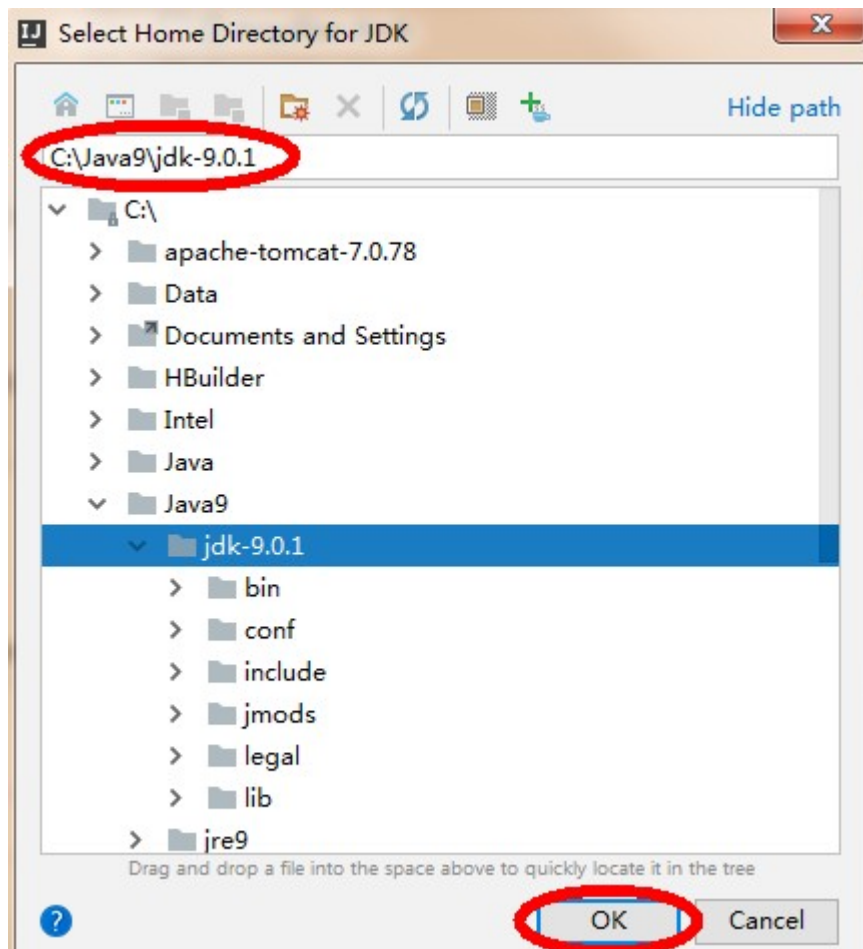 IJ Select Home Directory for JDK
Hide path
C:\Java9\jdk-9.0.1
C:\
apache-tomcat-7.0.78
Data
Documents and Settings
HBuilder
Intel
Java
Java9
jdk-9.0.1
bin
conf
include
jmods
legal
lib
jre9
Drag and drop a file into the space above to quickly locate it in the tree
? OK Cancel